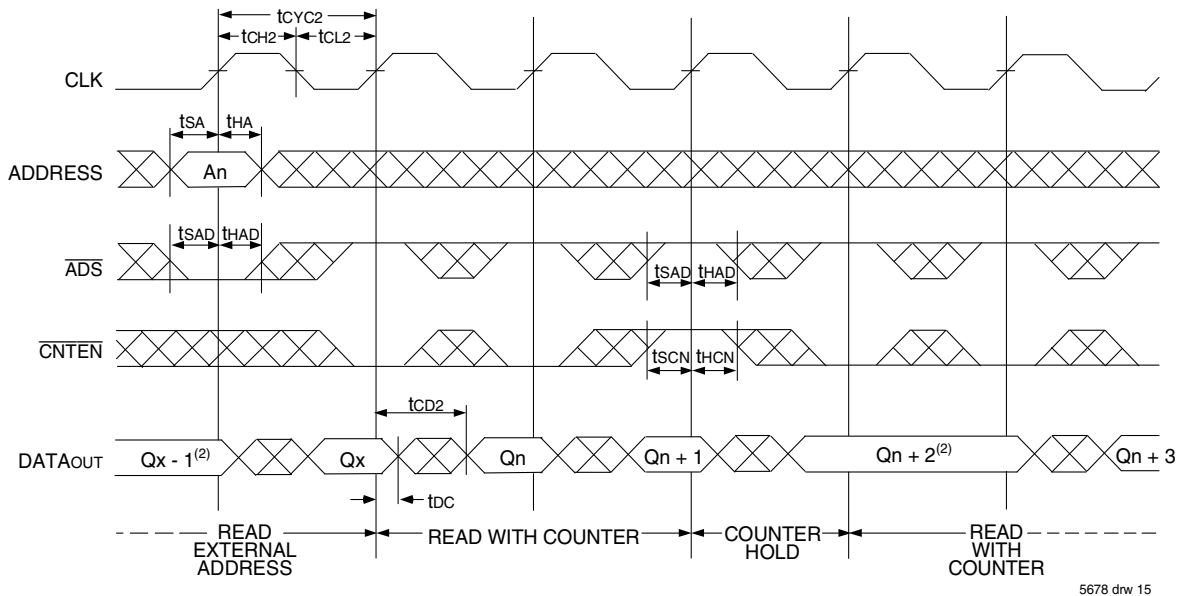 tCYC2
tCH2 tCL2
CLK
tSA tHA
ADDRESS An
tSAD tHAD
ADS
tSAD tHAD
CNTEN
tSCN tHCN
tCD2
DATAOUT Qx - 1(2) Qx Qn Qn + 1 Qn + 2(2) Qn + 3
tDC
READ EXTERNAL ADDRESS
READ WITH COUNTER
COUNTER HOLD
READ WITH COUNTER
5678 drw 15